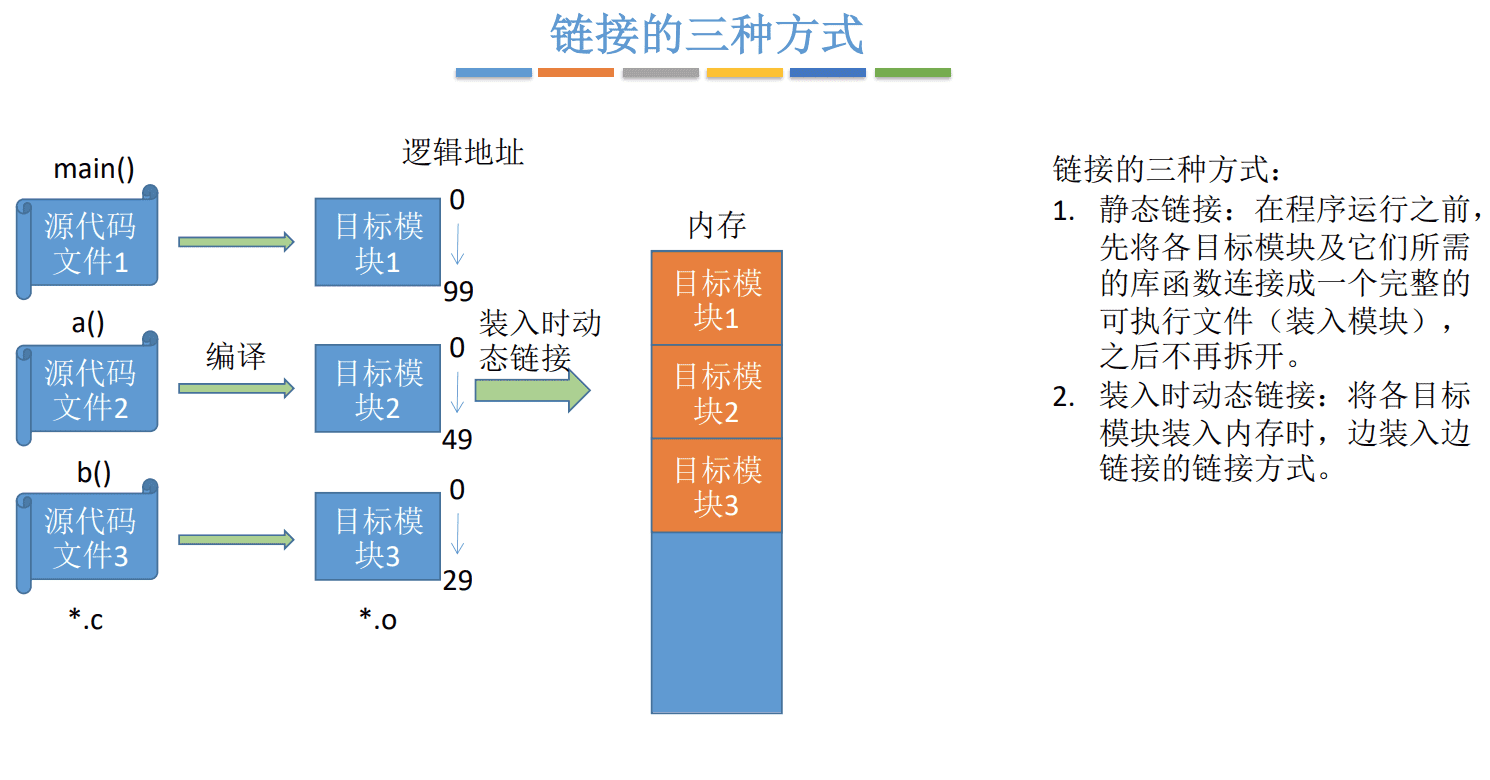 链接的三种方式
main()
源代码
文件1
a()
源代码
文件2
b()
源代码
文件3
*.c
编译
逻辑地址
目标模
块1
0
99
目标模
块2
0
49
目标模
块3
0
29
*.o
装入时动
态链接
内存
目标模
块1
目标模
块2
目标模
块3
链接的三种方式：
1. 静态链接：在程序运行之前，
先将各目标模块及它们所需
的库函数连接成一个完整的
可执行文件（装入模块），
之后不再拆开。
2. 装入时动态链接：将各目标
模块装入内存时，边装入边
链接的链接方式。